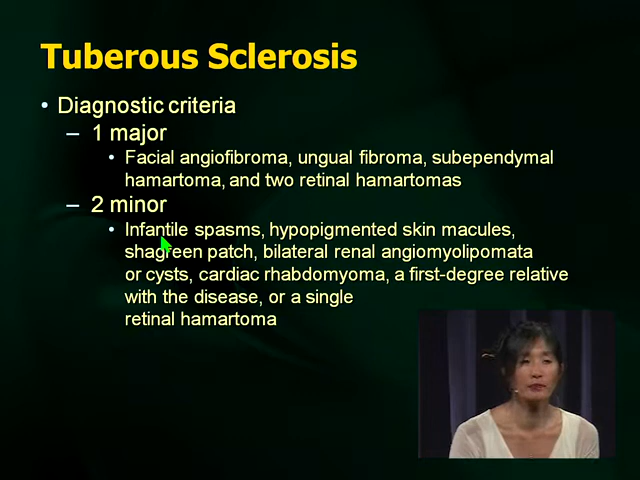 Tuberous Sclerosis
• Diagnostic criteria
– 1 major
• Facial angiofibroma, ungual fibroma, subependymal
hamartoma, and two retinal hamartomas
– 2 minor
• Infantile spasms, hypopigmented skin macules,
shagreen patch, bilateral renal angiomyolipomata
or cysts, cardiac rhabdomyoma, a first-degree relative
with the disease, or a single
retinal hamartoma